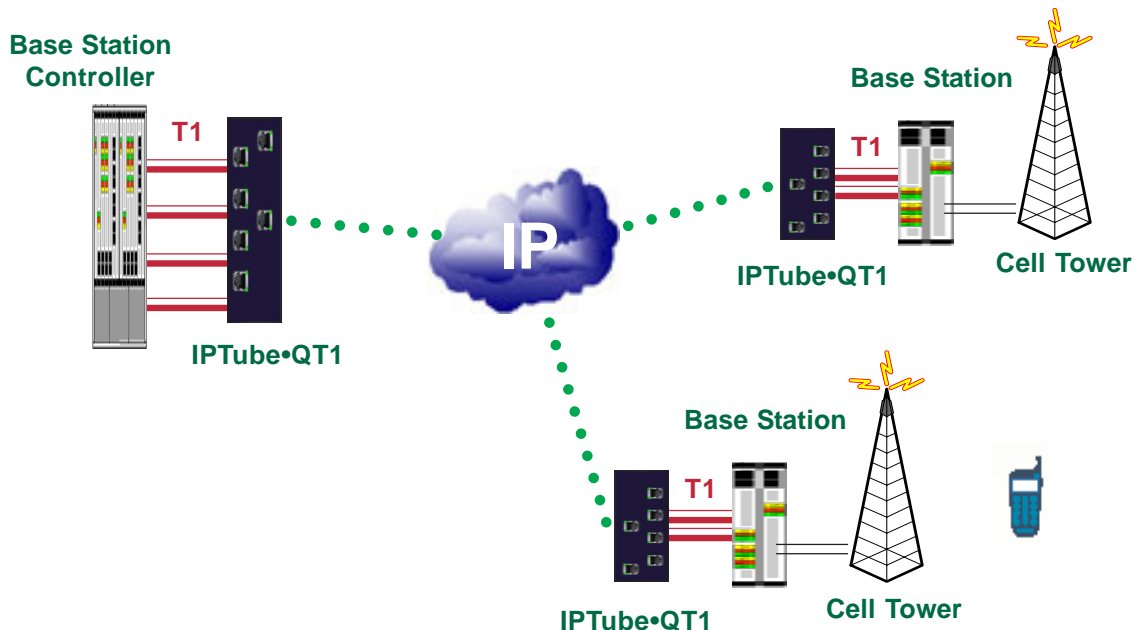 Base Station
Controller
T1
IPTube•QT1
IP
Base Station
T1
IPTube•QT1
Cell Tower
Base Station
T1
IPTube•QT1
Cell Tower